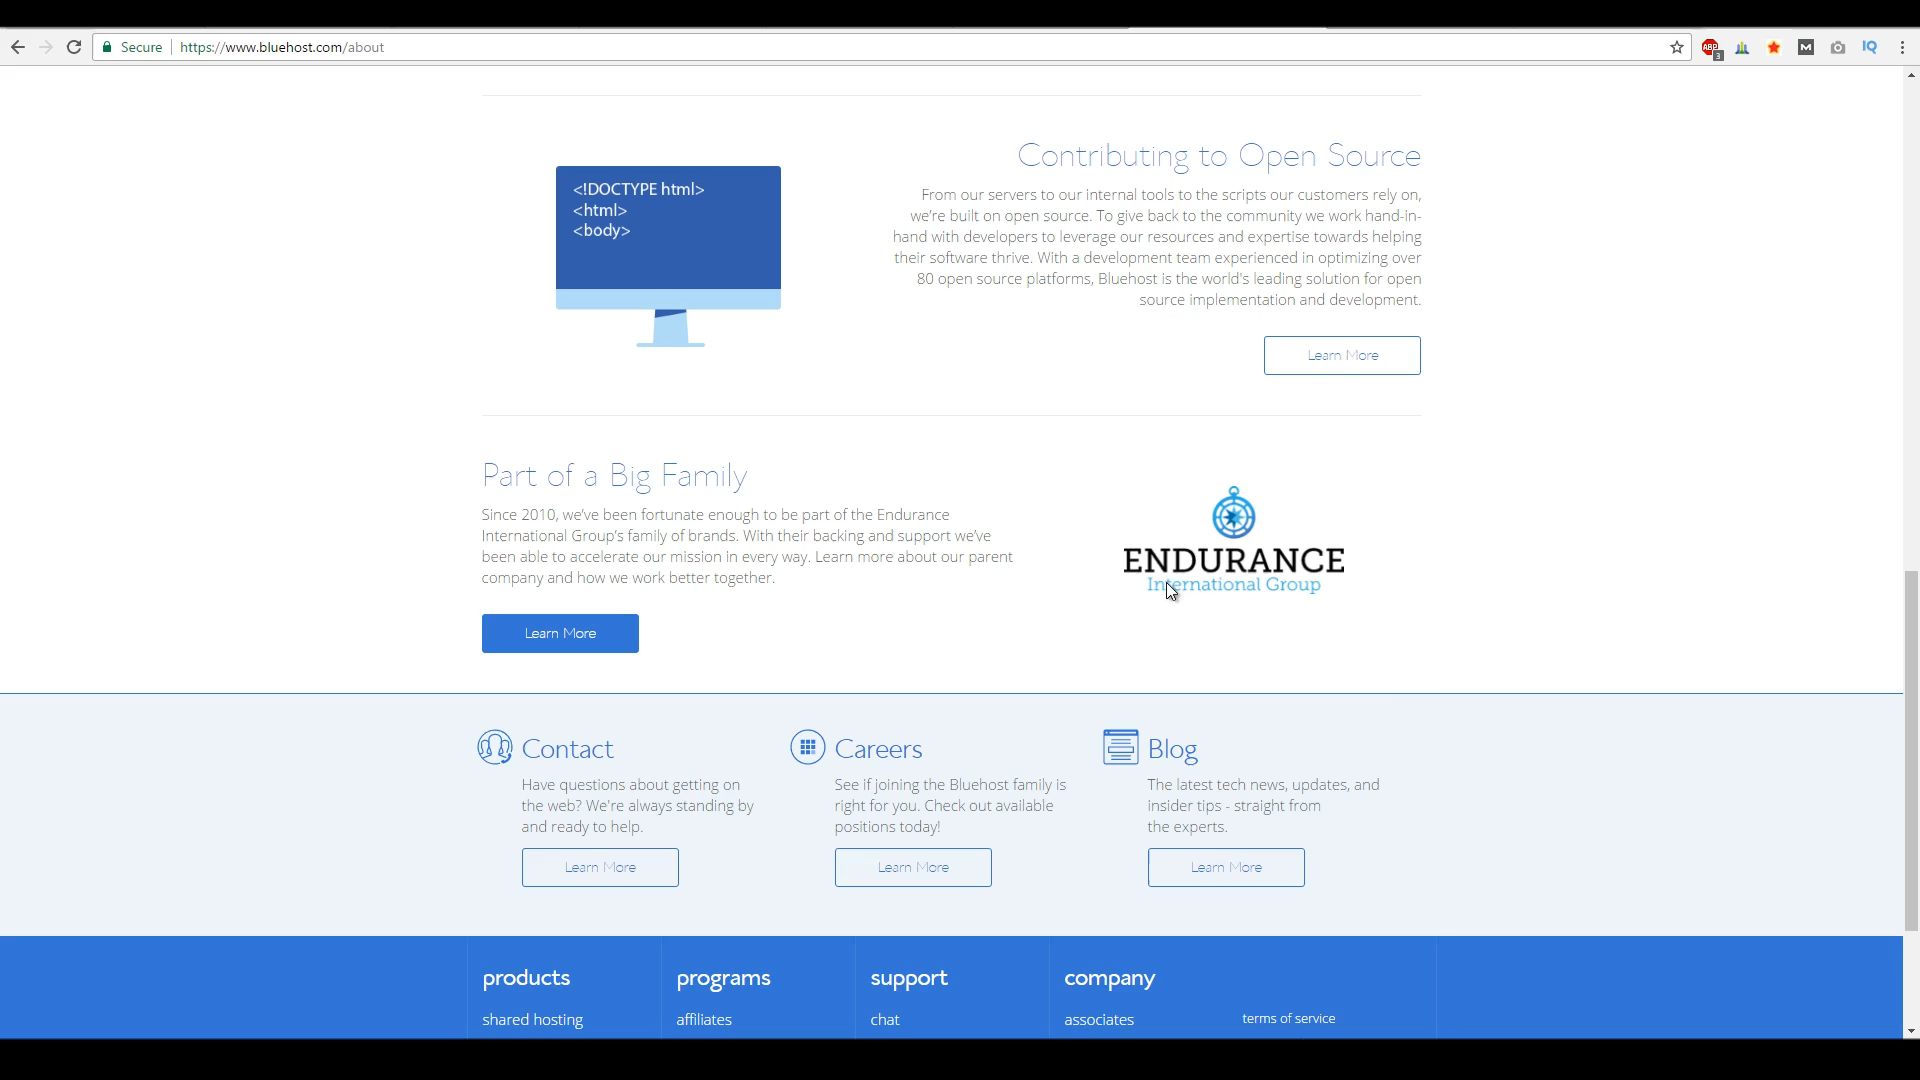 Secure | https://www.bluehost.com/about
ABP
3
M
IQ
<!DOCTYPE html>
<html>
<body>
Contributing to Open Source
From our servers to our internal tools to the scripts our customers rely on,
we're built on open source. To give back to the community we work hand-in-
hand with developers to leverage our resources and expertise towards helping
their software thrive. With a development team experienced in optimizing over
80 open source platforms, Bluehost is the world's leading solution for open
source implementation and development.
Learn More
Part of a Big Family
Since 2010, we've been fortunate enough to be part of the Endurance
International Group's family of brands. With their backing and support we've
been able to accelerate our mission in every way. Learn more about our parent
company and how we work better together.
Learn More
ENDURANCE
International Group
Contact
Have questions about getting on
the web? We're always standing by
and ready to help.
Learn More
Careers
See if joining the Bluehost family is
right for you. Check out available
positions today!
Learn More
Blog
The latest tech news, updates, and
insider tips - straight from
the experts.
Learn More
products
shared hosting
programs
affiliates
support
chat
company
associates
terms of service